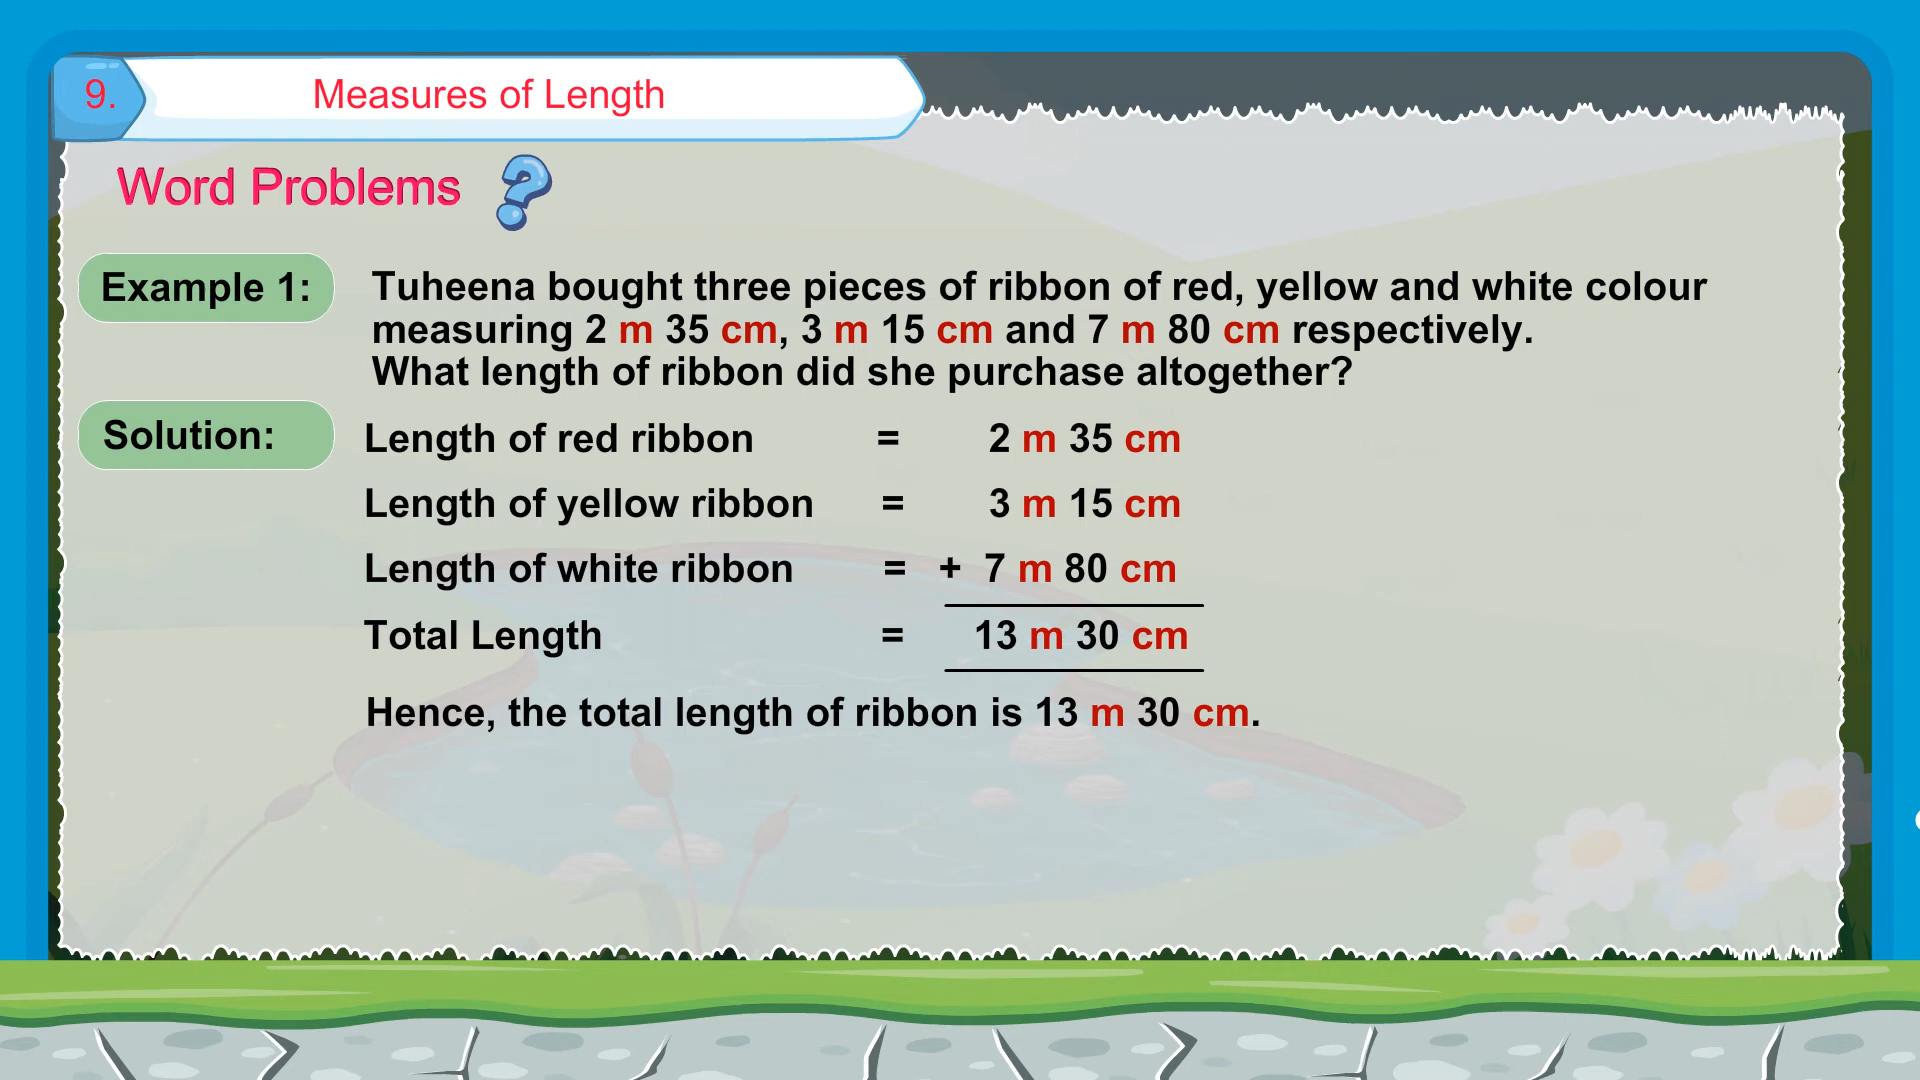 9. Measures of Length
Word Problems ?
Example 1: Tuheena bought three pieces of ribbon of red, yellow and white colour
measuring 2 m 35 cm, 3 m 15 cm and 7 m 80 cm respectively.
What length of ribbon did she purchase altogether?
Solution: Length of red ribbon = 2 m 35 cm
Length of yellow ribbon = 3 m 15 cm
Length of white ribbon = + 7 m 80 cm
Total Length = 13 m 30 cm
Hence, the total length of ribbon is 13 m 30 cm.